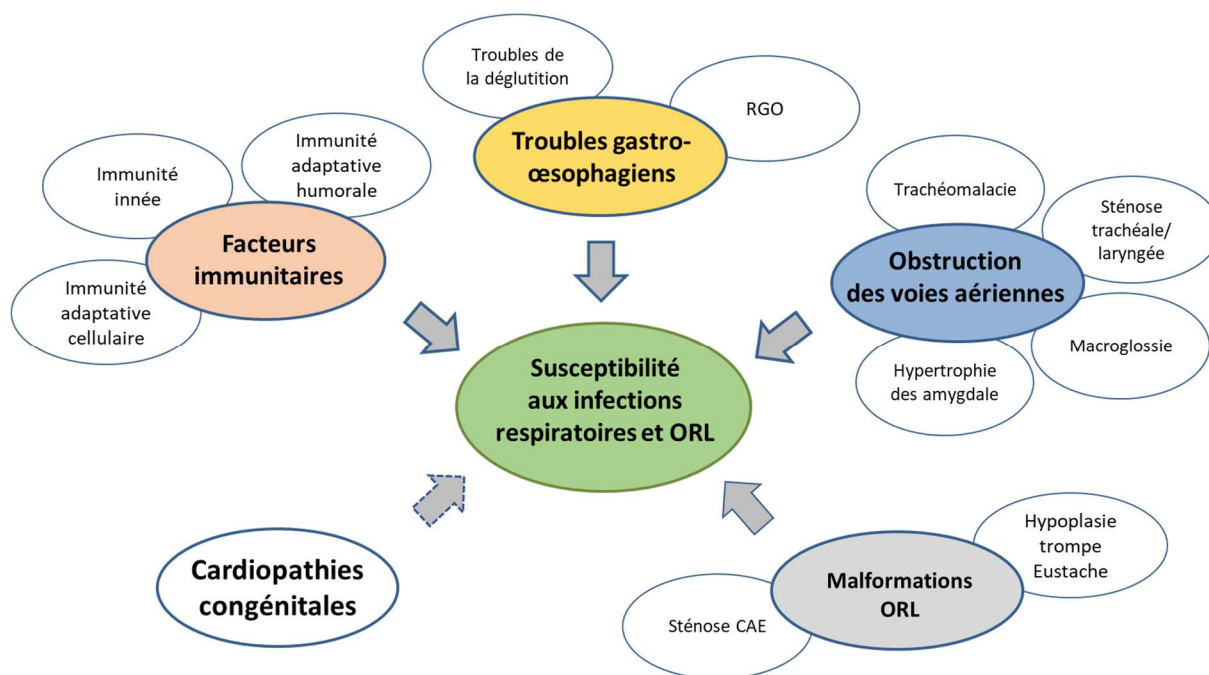 Troubles de
la déglutition
RGO
Troubles gastro-
œsophagiens
Immunité
innée
Immunité
adaptative
humorale
Facteurs
immunitaires
Immunité
adaptative
cellulaire
Trachéomalacie
Sténose
trachéale/
laryngée
Obstruction
des voies aériennes
Macroglossie
Hypertrophie
des amygdale
Susceptibilité
aux infections
respiratoires et ORL
Cardiopathies
congénitales
Hypoplasie
trompe
Eustache
Malformations
ORL
Sténose CAE